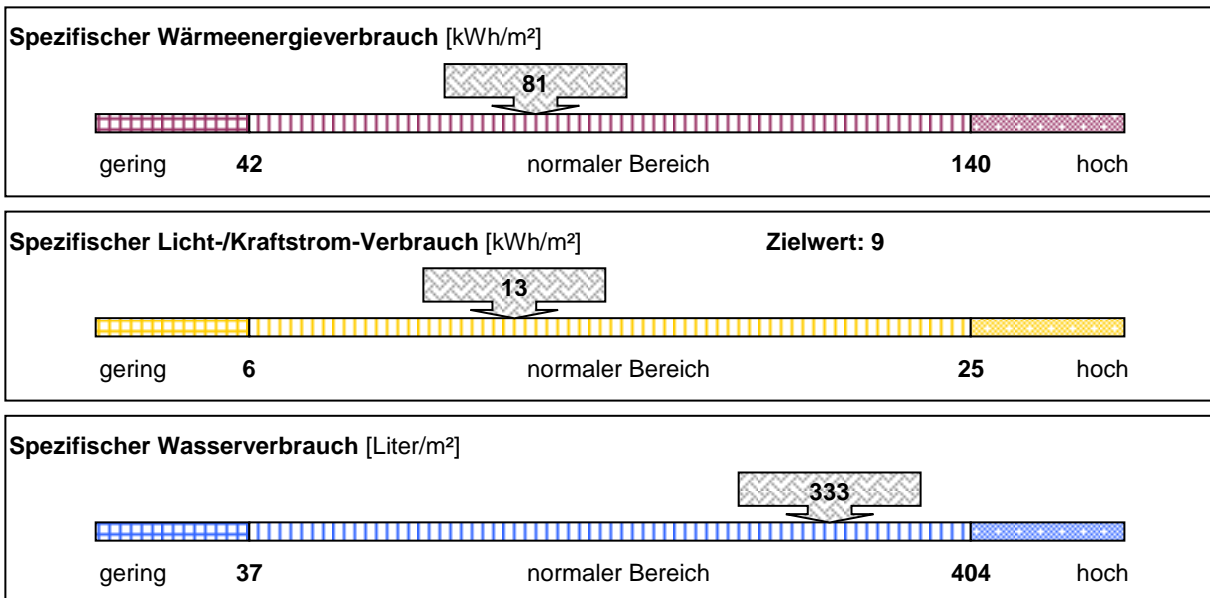 Spezifischer Wärmeenergieverbrauch [kWh/m²]
81
gering 42 normaler Bereich 140 hoch
Spezifischer Licht-/Kraftstrom-Verbrauch [kWh/m²] Zielwert: 9
13
gering 6 normaler Bereich 25 hoch
Spezifischer Wasserverbrauch [Liter/m²]
333
gering 37 normaler Bereich 404 hoch